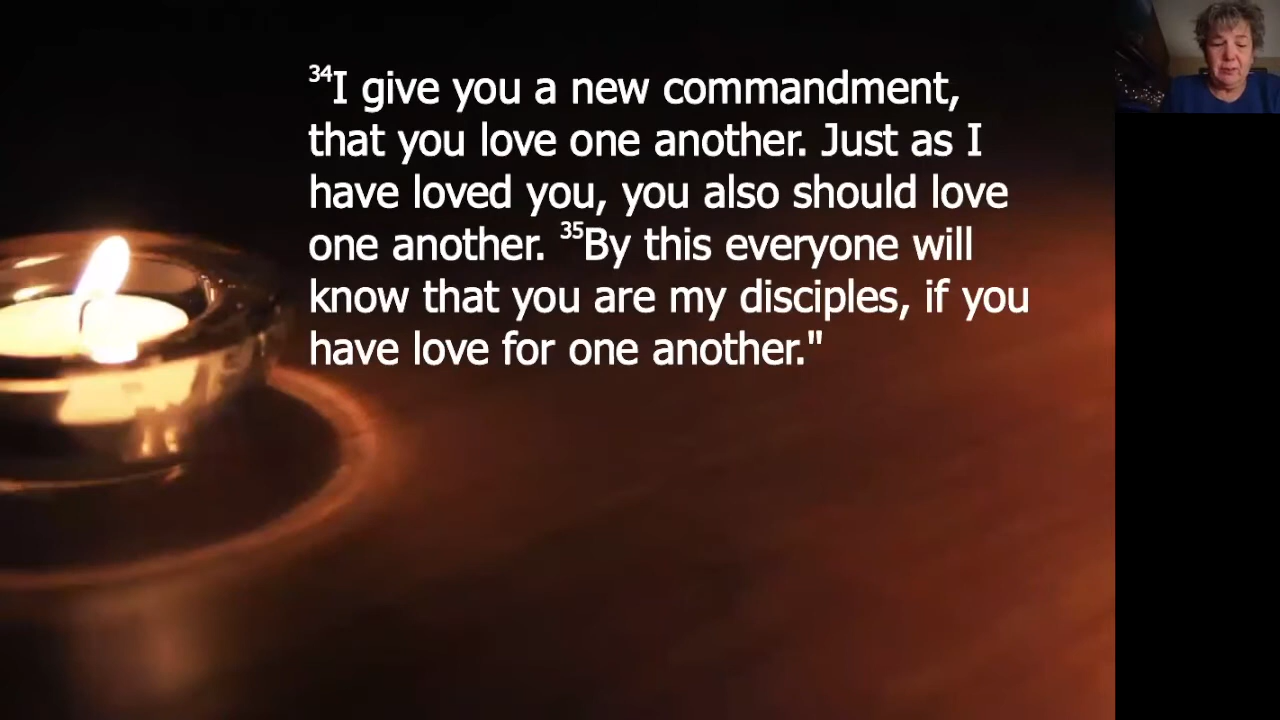 34I give you a new commandment,
that you love one another. Just as I
have loved you, you also should love
one another. 35By this everyone will
know that you are my disciples, if you
have love for one another."